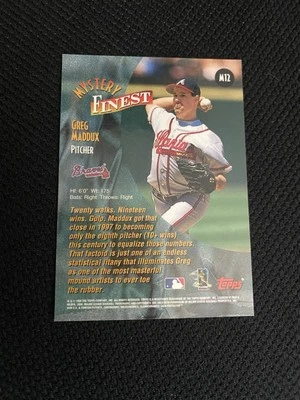 M12
MYSTERY
FINEST
GREG
MADDUX
PITCHER
Braves
Ht: 6'0" Wt: 175
Bats: Right Throws: Right
Twenty walks. Nineteen
wins. Gulp. Maddux got that
close in 1997 to becoming
only the eighth pitcher (10+ wins)
this century to equalize those numbers.
That factoid is just one of an endless
statistical litany that illuminates Greg
as one of the most masterful
mound artists to ever toe
the rubber.
Topps